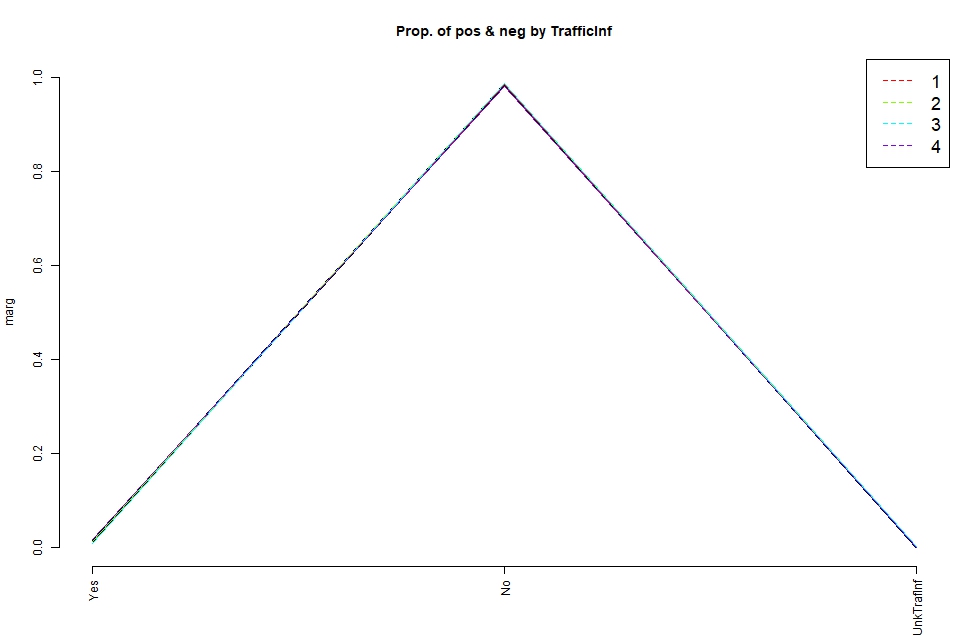 Prop. of pos & neg by TrafficInf
1
2
3
4
marg
1.0
0.8
0.6
0.4
0.2
0.0
Yes
No
UnkTrafInf